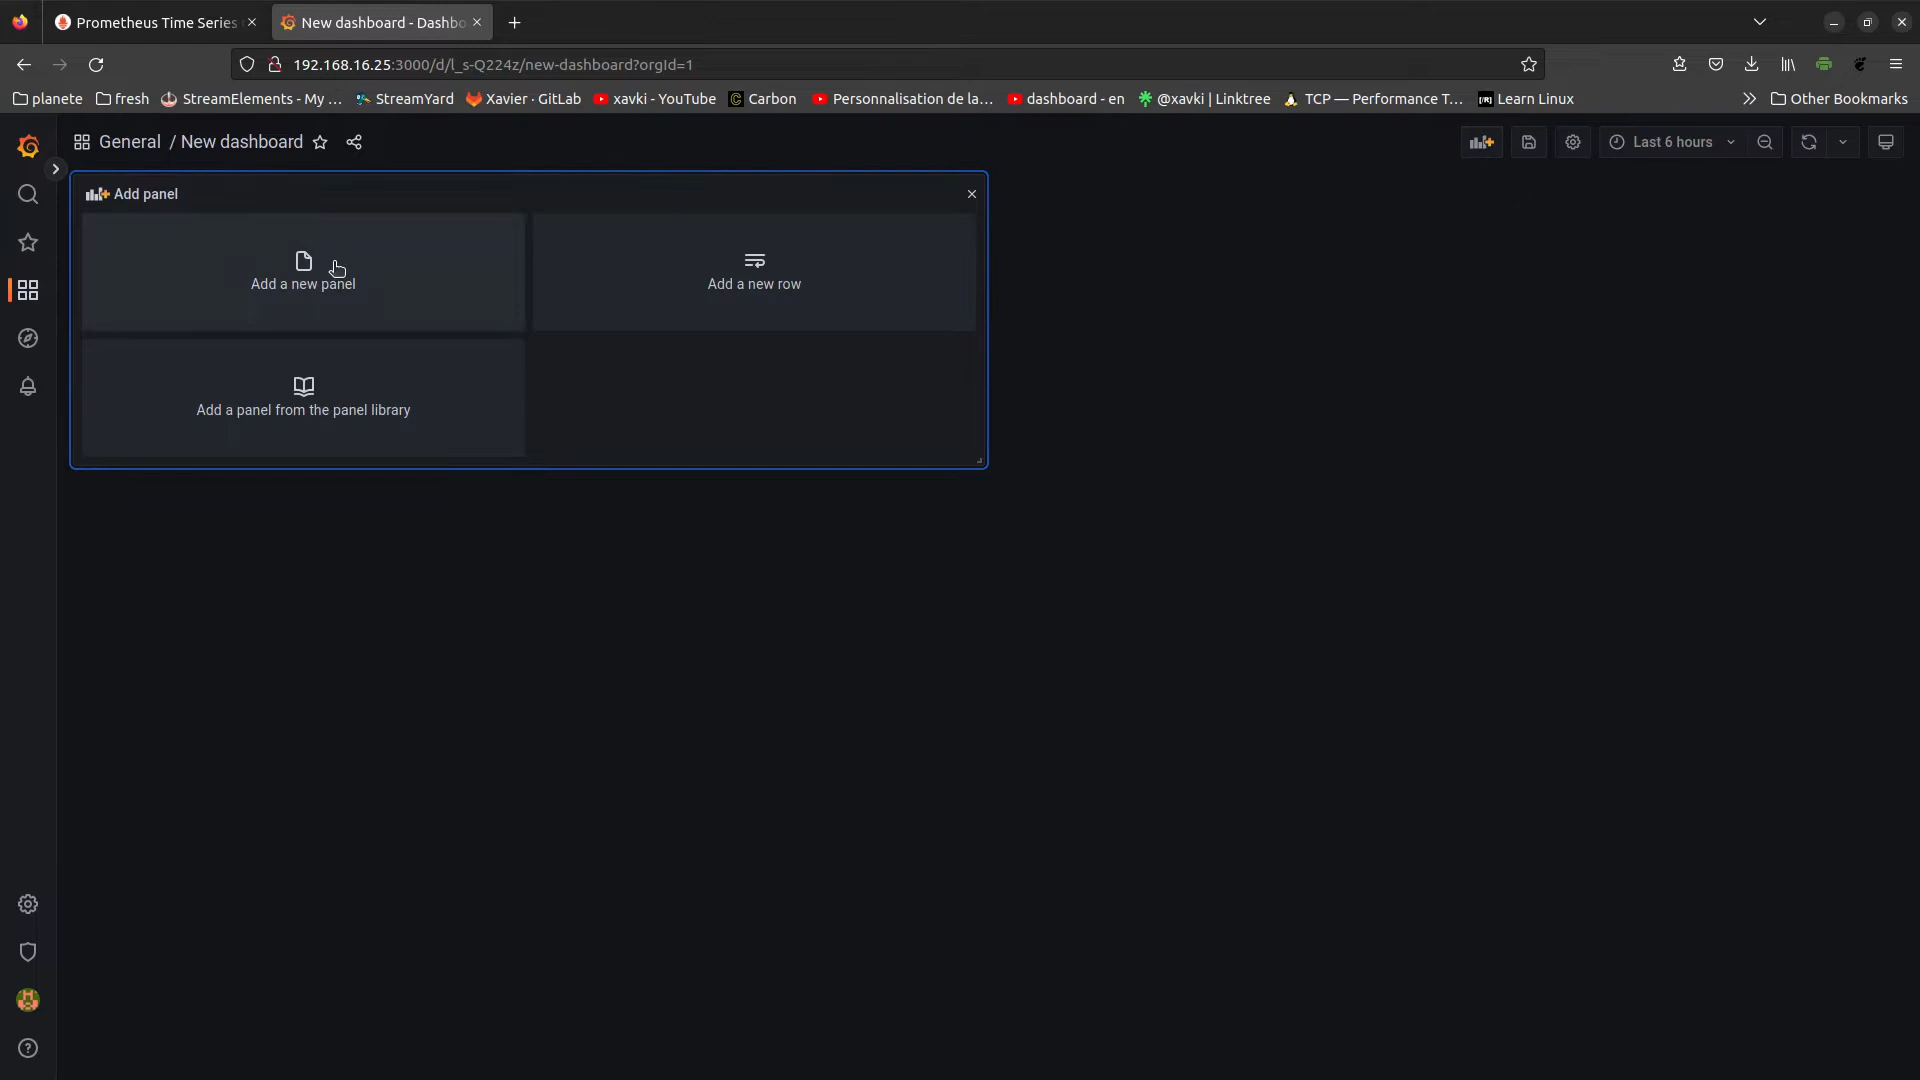 Prometheus Time Series
New dashboard - Dashbo
192.168.16.25:3000/d/l_s-Q224z/new-dashboard?orgId=1
planete fresh StreamElements - My ... StreamYard Xavier · GitLab xavki - YouTube Carbon Personnalisation de la... dashboard - en @xavki | Linktree TCP — Performance T... Learn Linux Other Bookmarks
General / New dashboard
Last 6 hours
Add panel
Add a new panel
Add a new row
Add a panel from the panel library